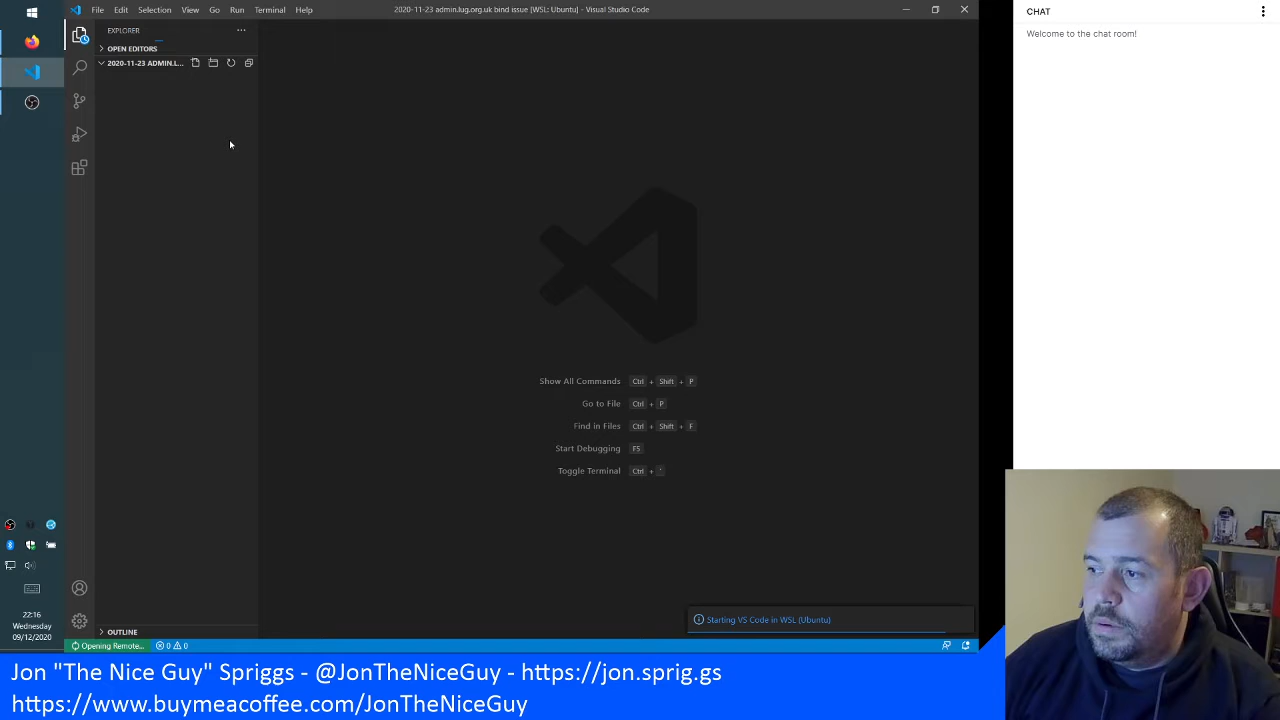 File Edit Selection View Go Run Terminal Help
2020-11-23 admin.lug.org.uk bind issue [WSL: Ubuntu] - Visual Studio Code
EXPLORER
OPEN EDITORS
2020-11-23 ADMIN.L...
Show All Commands Ctrl + Shift + P
Go to File Ctrl + P
Find in Files Ctrl + Shift + F
Start Debugging F5
Toggle Terminal Ctrl + '
Starting VS Code in WSL (Ubuntu)
OUTLINE
Opening Remote... 0 0
22:16
Wednesday
09/12/2020
CHAT
Welcome to the chat room!
Jon "The Nice Guy" Spriggs - @JonTheNiceGuy - https://jon.sprig.gs
https://www.buymeacoffee.com/JonTheNiceGuy